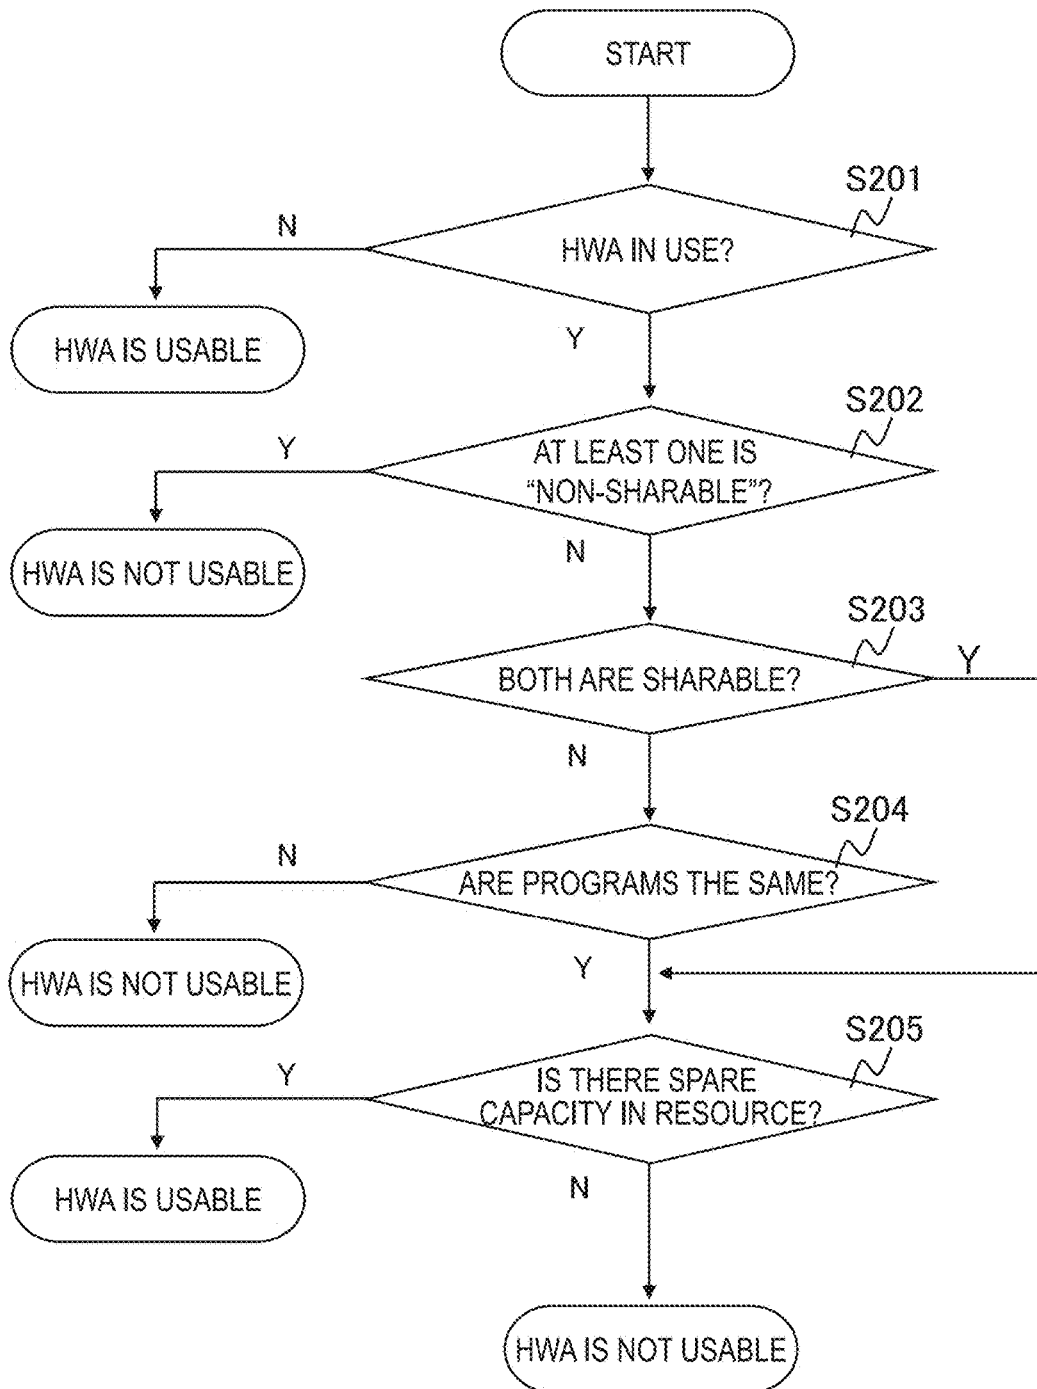 START
S201
N
HWA IN USE?
HWA IS USABLE
Y
S202
Y
AT LEAST ONE IS
“NON-SHARABLE”?
HWA IS NOT USABLE
N
S203
BOTH ARE SHARABLE?
Y
N
S204
N
ARE PROGRAMS THE SAME?
HWA IS NOT USABLE
Y
S205
Y
IS THERE SPARE
CAPACITY IN RESOURCE?
HWA IS USABLE
N
HWA IS NOT USABLE